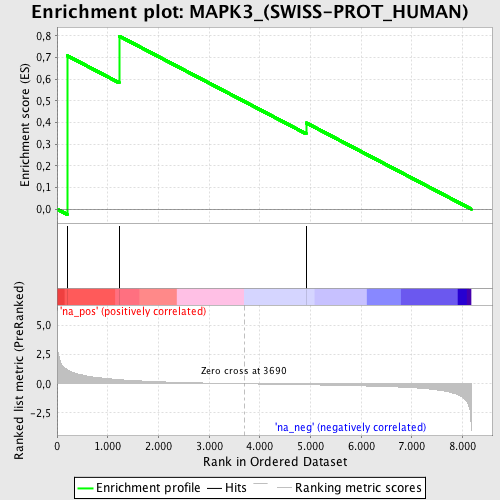 Enrichment plot: MAPK3_(SWISS-PROT_HUMAN)
Enrichment score (ES)
0,8
0,7
0,6
0,5
0,4
0,3
0,2
0,1
0,0
'na_pos' (positively correlated)
Ranked list metric (PreRanked)
5,0
2,5
0,0
-2,5
Zero cross at 3690
'na_neg' (negatively correlated)
0 1.000 2.000 3.000 4.000 5.000 6.000 7.000 8.000
Rank in Ordered Dataset
Enrichment profile Hits Ranking metric scores